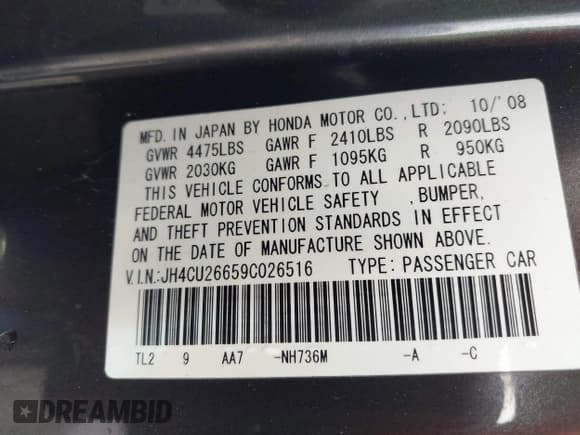 MFD. IN JAPAN BY HONDA MOTOR CO.,LTD; 10/'08
GVWR 4475LBS GAWR F 2410LBS R 2090LBS
GVWR 2030KG GAWR F 1095KG R 950KG
THIS VEHICLE CONFORMS TO ALL APPLICABLE
FEDERAL MOTOR VEHICLE SAFETY ,BUMPER,
AND THEFT PREVENTION STANDARDS IN EFFECT
ON THE DATE OF MANUFACTURE SHOWN ABOVE.
V.I.N:JH4CU26659C026516 TYPE: PASSENGER CAR
TL2 9 AA7 -NH736M -A -C
DREAMBID